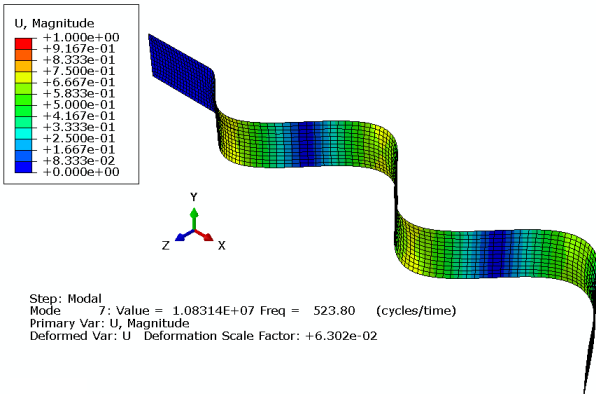 U, Magnitude
+1.000e+00
+9.167e-01
+8.333e-01
+7.500e-01
+6.667e-01
+5.833e-01
+5.000e-01
+4.167e-01
+3.333e-01
+2.500e-01
+1.667e-01
+8.333e-02
+0.000e+00
Y
Z
X
Step: Modal
Mode 7: Value = 1.08314E+07 Freq = 523.80 (cycles/time)
Primary Var: U, Magnitude
Deformed Var: U Deformation Scale Factor: +6.302e-02